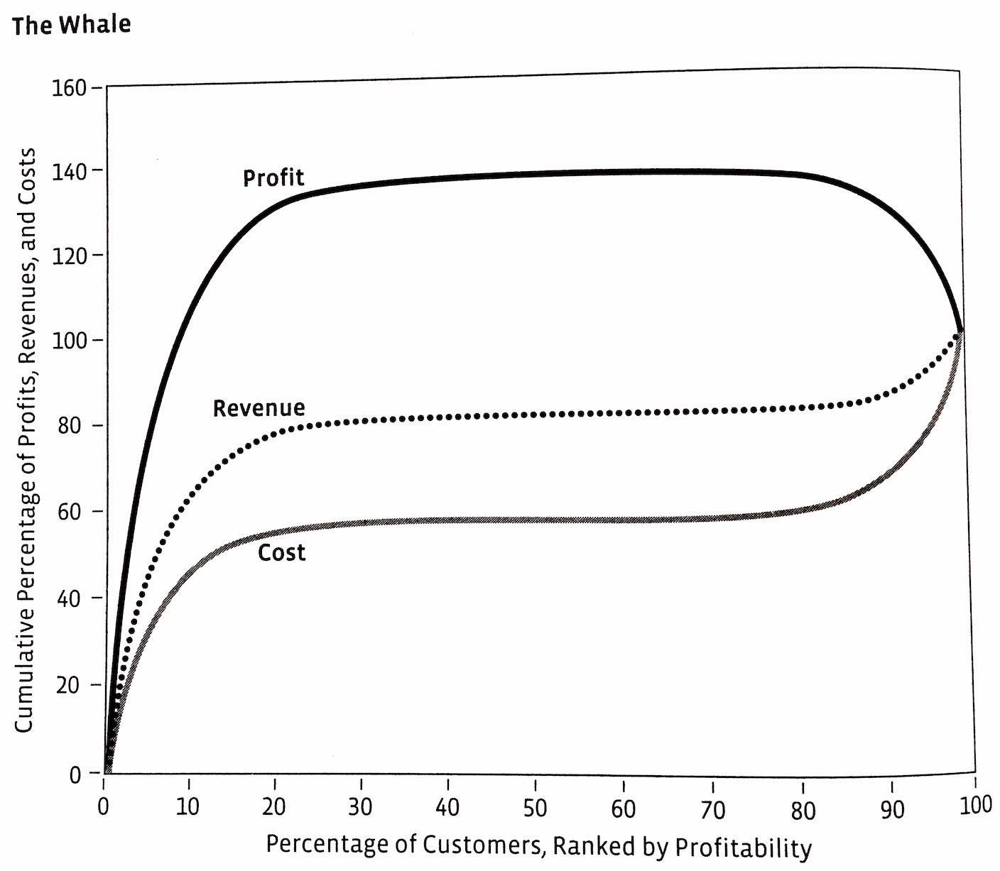 The Whale
Cumulative Percentage of Profits, Revenues, and Costs
160
140
120
100
80
60
40
20
0
Profit
Revenue
Cost
0 10 20 30 40 50 60 70 80 90 100
Percentage of Customers, Ranked by Profitability